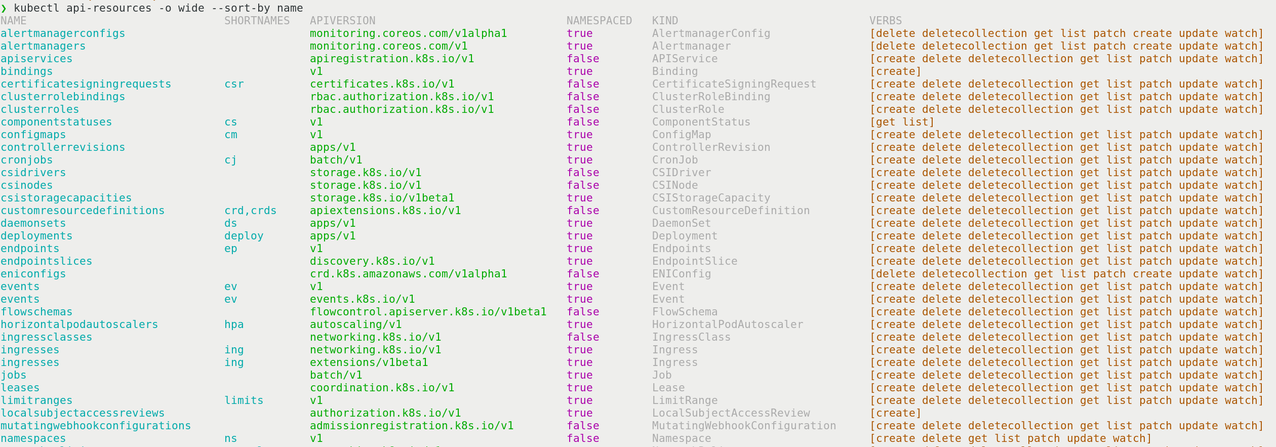 ❯ kubectl api-resources -o wide --sort-by name
NAME SHORTNAMES APIVERSION NAMESPACED KIND VERBS
alertmanagerconfigs monitoring.coreos.com/v1alpha1 true AlertmanagerConfig [delete deletecollection get list patch create update watch]
alertmanagers monitoring.coreos.com/v1 true Alertmanager [delete deletecollection get list patch create update watch]
apiservices apiregistration.k8s.io/v1 false APIService [create delete deletecollection get list patch update watch]
bindings v1 true Binding [create]
certificatesigningrequests csr certificates.k8s.io/v1 false CertificateSigningRequest [create delete deletecollection get list patch update watch]
clusterrolebindings rbac.authorization.k8s.io/v1 false ClusterRoleBinding [create delete deletecollection get list patch update watch]
clusterroles rbac.authorization.k8s.io/v1 false ClusterRole [create delete deletecollection get list patch update watch]
componentstatuses cs v1 false ComponentStatus [get list]
configmaps cm v1 true ConfigMap [create delete deletecollection get list patch update watch]
controllerrevisions apps/v1 true ControllerRevision [create delete deletecollection get list patch update watch]
cronjobs cj batch/v1 true CronJob [create delete deletecollection get list patch update watch]
csidrivers storage.k8s.io/v1 false CSIDriver [create delete deletecollection get list patch update watch]
csinodes storage.k8s.io/v1 false CSINode [create delete deletecollection get list patch update watch]
csistoragecapacities storage.k8s.io/v1beta1 true CSIStorageCapacity [create delete deletecollection get list patch update watch]
customresourcedefinitions crd,crds apiextensions.k8s.io/v1 false CustomResourceDefinition [create delete deletecollection get list patch update watch]
daemonsets ds apps/v1 true DaemonSet [create delete deletecollection get list patch update watch]
deployments deploy apps/v1 true Deployment [create delete deletecollection get list patch update watch]
endpoints ep v1 true Endpoints [create delete deletecollection get list patch update watch]
endpointslices discovery.k8s.io/v1 true EndpointSlice [create delete deletecollection get list patch update watch]
eniconfigs crd.k8s.amazonaws.com/v1alpha1 false ENIConfig [delete deletecollection get list patch create update watch]
events ev v1 true Event [create delete deletecollection get list patch update watch]
events ev events.k8s.io/v1 true Event [create delete deletecollection get list patch update watch]
flowschemas flowcontrol.apiserver.k8s.io/v1beta1 false FlowSchema [create delete deletecollection get list patch update watch]
horizontalpodautoscalers hpa autoscaling/v1 true HorizontalPodAutoscaler [create delete deletecollection get list patch update watch]
ingressclasses networking.k8s.io/v1 false IngressClass [create delete deletecollection get list patch update watch]
ingresses ing networking.k8s.io/v1 true Ingress [create delete deletecollection get list patch update watch]
ingresses ing extensions/v1beta1 true Ingress [create delete deletecollection get list patch update watch]
jobs batch/v1 true Job [create delete deletecollection get list patch update watch]
leases coordination.k8s.io/v1 true Lease [create delete deletecollection get list patch update watch]
limitranges limits v1 true LimitRange [create delete deletecollection get list patch update watch]
localsubjectaccessreviews authorization.k8s.io/v1 true LocalSubjectAccessReview [create]
mutatingwebhookconfigurations admissionregistration.k8s.io/v1 false MutatingWebhookConfiguration [create delete deletecollection get list patch update watch]
namespaces ns v1 false Namespace [create delete get list patch update watch]